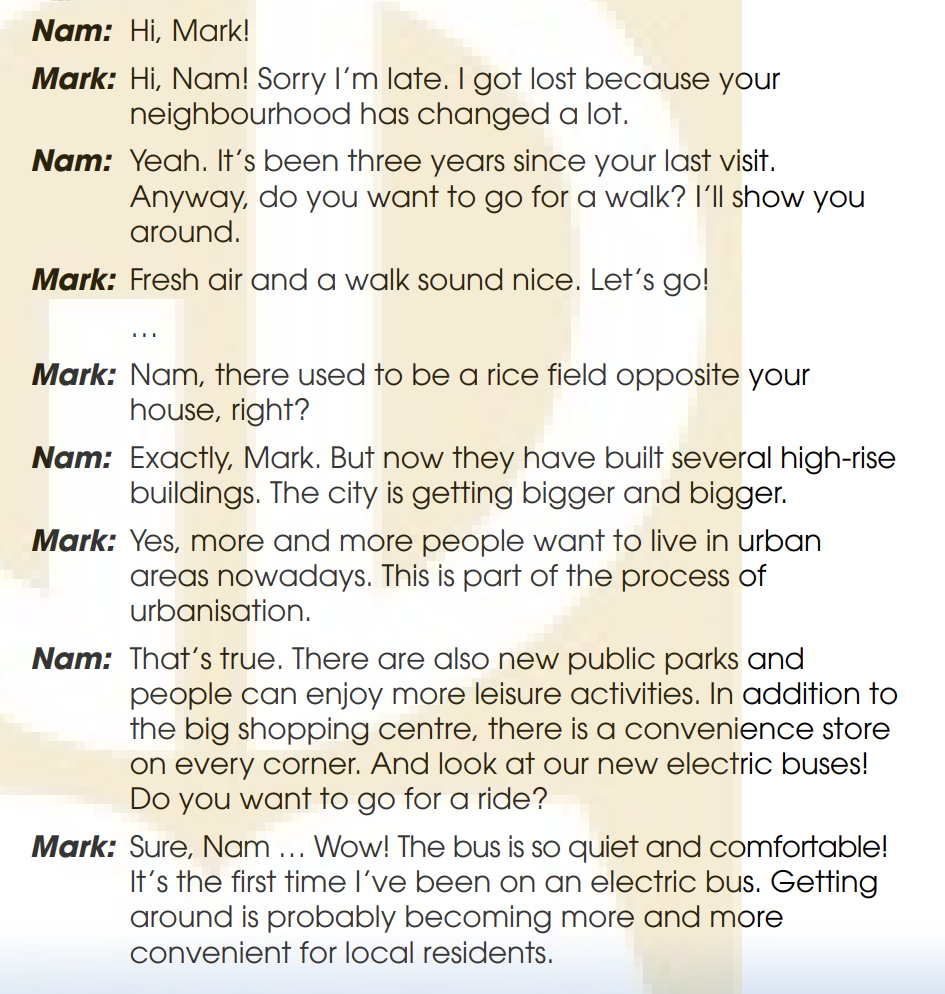 Nam: Hi, Mark!
Mark: Hi, Nam! Sorry I'm late. I got lost because your
neighbourhood has changed a lot.
Nam: Yeah. It's been three years since your last visit.
Anyway, do you want to go for a walk? I'll show you
around.
Mark: Fresh air and a walk sound nice. Let's go!
...
Mark: Nam, there used to be a rice field opposite your
house, right?
Nam: Exactly, Mark. But now they have built several high-rise
buildings. The city is getting bigger and bigger.
Mark: Yes, more and more people want to live in urban
areas nowadays. This is part of the process of
urbanisation.
Nam: That's true. There are also new public parks and
people can enjoy more leisure activities. In addition to
the big shopping centre, there is a convenience store
on every corner. And look at our new electric buses!
Do you want to go for a ride?
Mark: Sure, Nam ... Wow! The bus is so quiet and comfortable!
It's the first time I've been on an electric bus. Getting
around is probably becoming more and more
convenient for local residents.